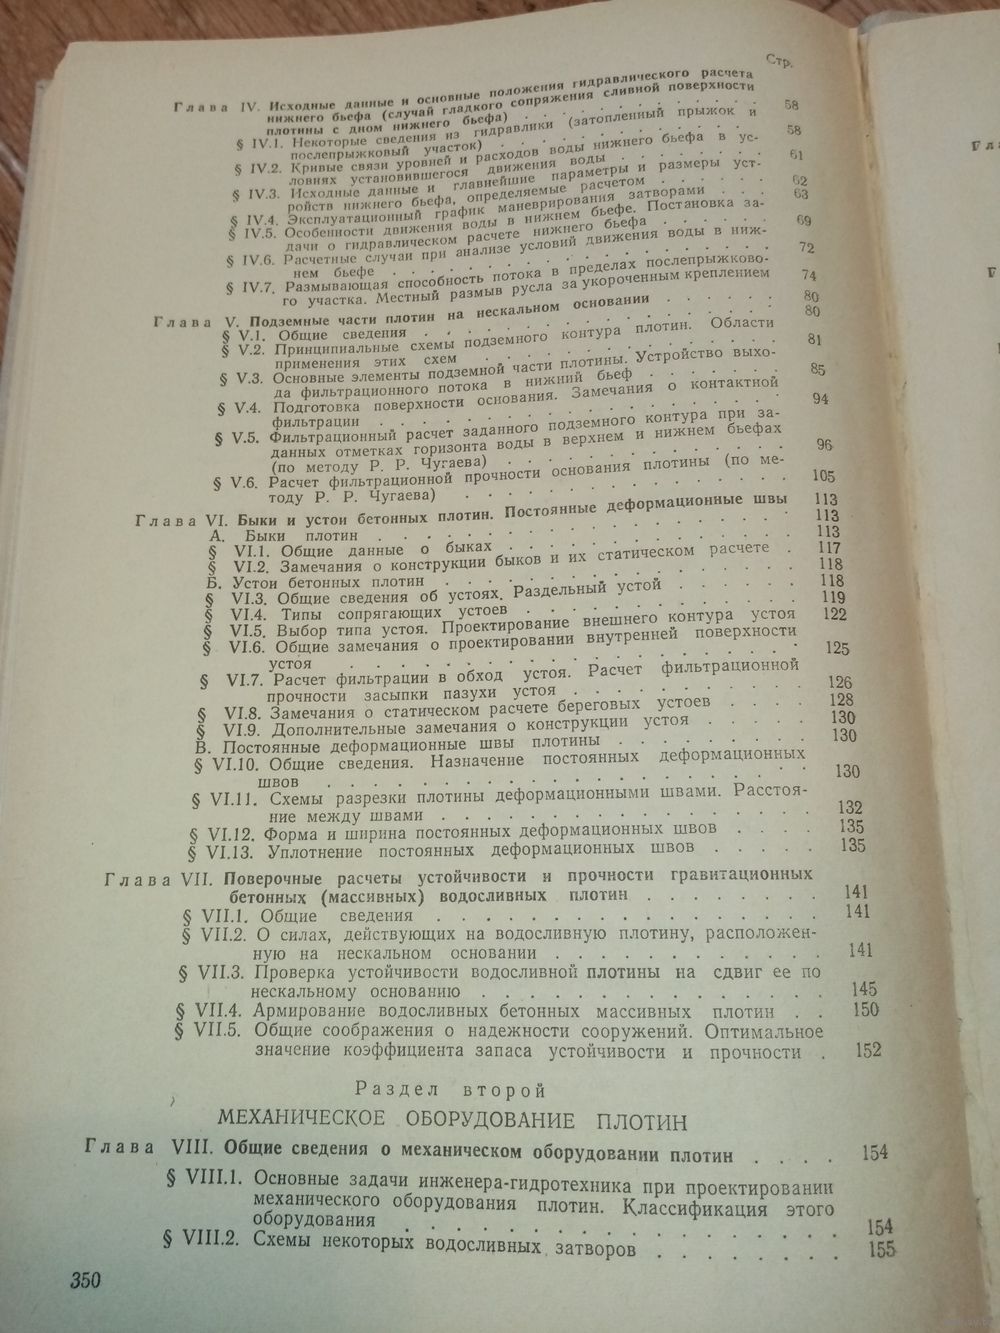 Стр.
Глава IV. Исходные данные и основные положения гидравлического расчета
нижнего бьефа (случай гладкого сопряжения сливной поверхности
плотины с дном нижнего бьефа) . . . . . . . . . . 58
§ IV.1. Некоторые сведения из гидравлики (затопленный прыжок и
послепрыжковый участок) . . . . . . . . . . 58
§ IV.2. Кривые связи уровней и расходов воды нижнего бьефа в ус-
ловиях установившегося движения воды . . . . . . . 61
§ IV.3. Исходные данные и главнейшие параметры и размеры уст-
ройств нижнего бьефа, определяемые расчетом . . . . . . 62
§ IV.4. Эксплуатационный график маневрирования затворами . . . 63
§ IV.5. Особенности движения воды в нижнем бьефе. Постановка за-
дачи о гидравлическом расчете нижнего бьефа . . . . . . 69
§ IV.6. Расчетные случаи при анализе условий движения воды в ниж-
нем бьефе . . . . . . . . . . . . . . 72
§ IV.7. Размывающая способность потока в пределах послепрыжково-
го участка. Местный размыв русла за укороченным креплением 74
Глава V. Подземные части плотин на нескальном основании . . . . . . 80
§ V.1. Общие сведения . . . . . . . . . . . . . 80
§ V.2. Принципиальные схемы подземного контура плотин. Области
применения этих схем . . . . . . . . . . . 81
§ V.3. Основные элементы подземной части плотины. Устройство выхо-
да фильтрационного потока в нижний бьеф . . . . . . . 85
§ V.4. Подготовка поверхности основания. Замечания о контактной
фильтрации . . . . . . . . . . . . . . 94
§ V.5. Фильтрационный расчет заданного подземного контура при за-
данных отметках горизонта воды в верхнем и нижнем бьефах
(по методу Р. Р. Чугаева) . . . . . . . . . . . 96
§ V.6. Расчет фильтрационной прочности основания плотины (по ме-
тоду Р. Р. Чугаева) . . . . . . . . . . . . 105
Глава VI. Быки и устои бетонных плотин. Постоянные деформационные швы 113
А. Быки плотин . . . . . . . . . . . . . . . 113
§ VI.1. Общие данные о быках . . . . . . . . . . . 113
§ VI.2. Замечания о конструкции быков и их статическом расчете . 117
Б. Устои бетонных плотин . . . . . . . . . . . . . 118
§ VI.3. Общие сведения об устоях. Раздельный устой . . . . . . 118
§ VI.4. Типы сопрягающих устоев . . . . . . . . . . 119
§ VI.5. Выбор типа устоя. Проектирование внешнего контура устоя 122
§ VI.6. Общие замечания о проектировании внутренней поверхности
устоя . . . . . . . . . . . . . . . . 125
§ VI.7. Расчет фильтрации в обход устоя. Расчет фильтрационной
прочности засыпки пазухи устоя . . . . . . . . . . 126
§ VI.8. Замечания о статическом расчете береговых устоев . . . . 128
§ VI.9. Дополнительные замечания о конструкции устоя . . . . . 130
В. Постоянные деформационные швы плотины . . . . . . . . 130
§ VI.10. Общие сведения. Назначение постоянных деформационных
швов . . . . . . . . . . . . . . . . 130
§ VI.11. Схемы разрезки плотины деформационными швами. Расстоя-
ние между швами . . . . . . . . . . . . . . 132
§ VI.12. Форма и ширина постоянных деформационных швов . . . . 135
§ VI.13. Уплотнение постоянных деформационных швов . . . . . 135
Глава VII. Поверочные расчеты устойчивости и прочности гравитационных
бетонных (массивных) водосливных плотин . . . . . . . . 141
§ VII.1. Общие сведения . . . . . . . . . . . . . . 141
§ VII.2. О силах, действующих на водосливную плотину, расположен-
ную на нескальном основании . . . . . . . . . . . 141
§ VII.3. Проверка устойчивости водосливной плотины на сдвиг ее по
нескальному основанию . . . . . . . . . . . . . 145
§ VII.4. Армирование водосливных бетонных массивных плотин . . 150
§ VII.5. Общие соображения о надежности сооружений. Оптимальное
значение коэффициента запаса устойчивости и прочности . 152
Раздел второй
МЕХАНИЧЕСКОЕ ОБОРУДОВАНИЕ ПЛОТИН
Глава VIII. Общие сведения о механическом оборудовании плотин . . . . 154
§ VIII.1. Основные задачи инженера-гидротехника при проектировании
механического оборудования плотин. Классификация этого
оборудования . . . . . . . . . . . . . . . 154
§ VIII.2. Схемы некоторых водосливных затворов . . . . . . . . 155
350